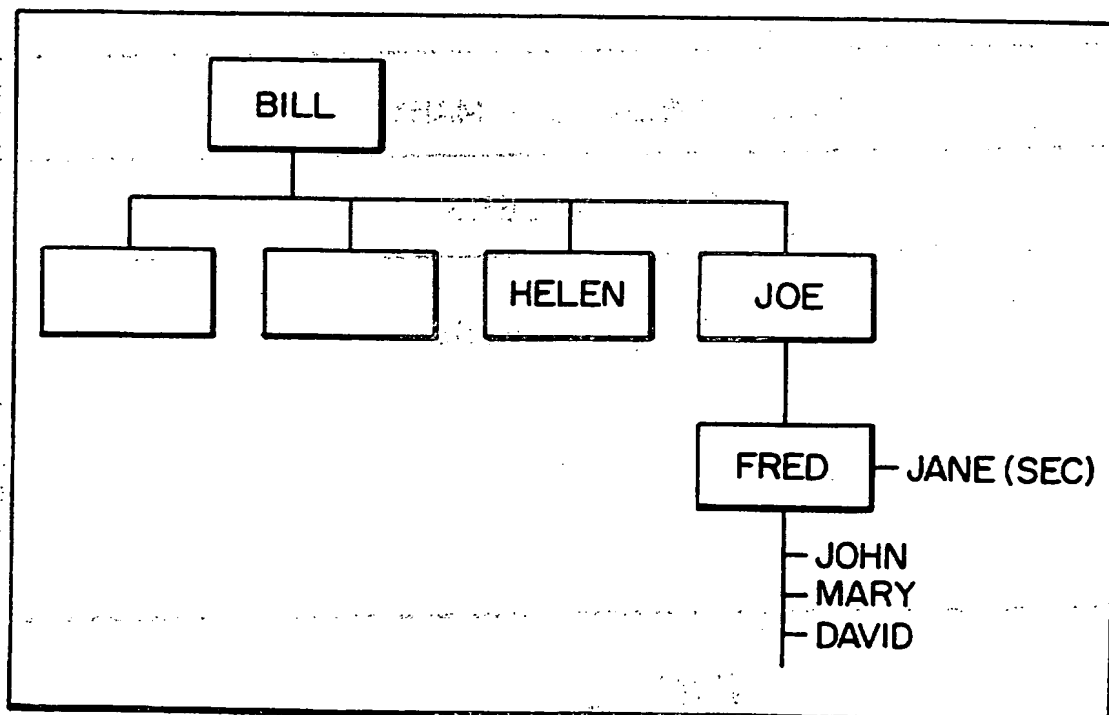 BILL
HELEN
JOE
FRED
JANE (SEC)
JOHN
MARY
DAVID